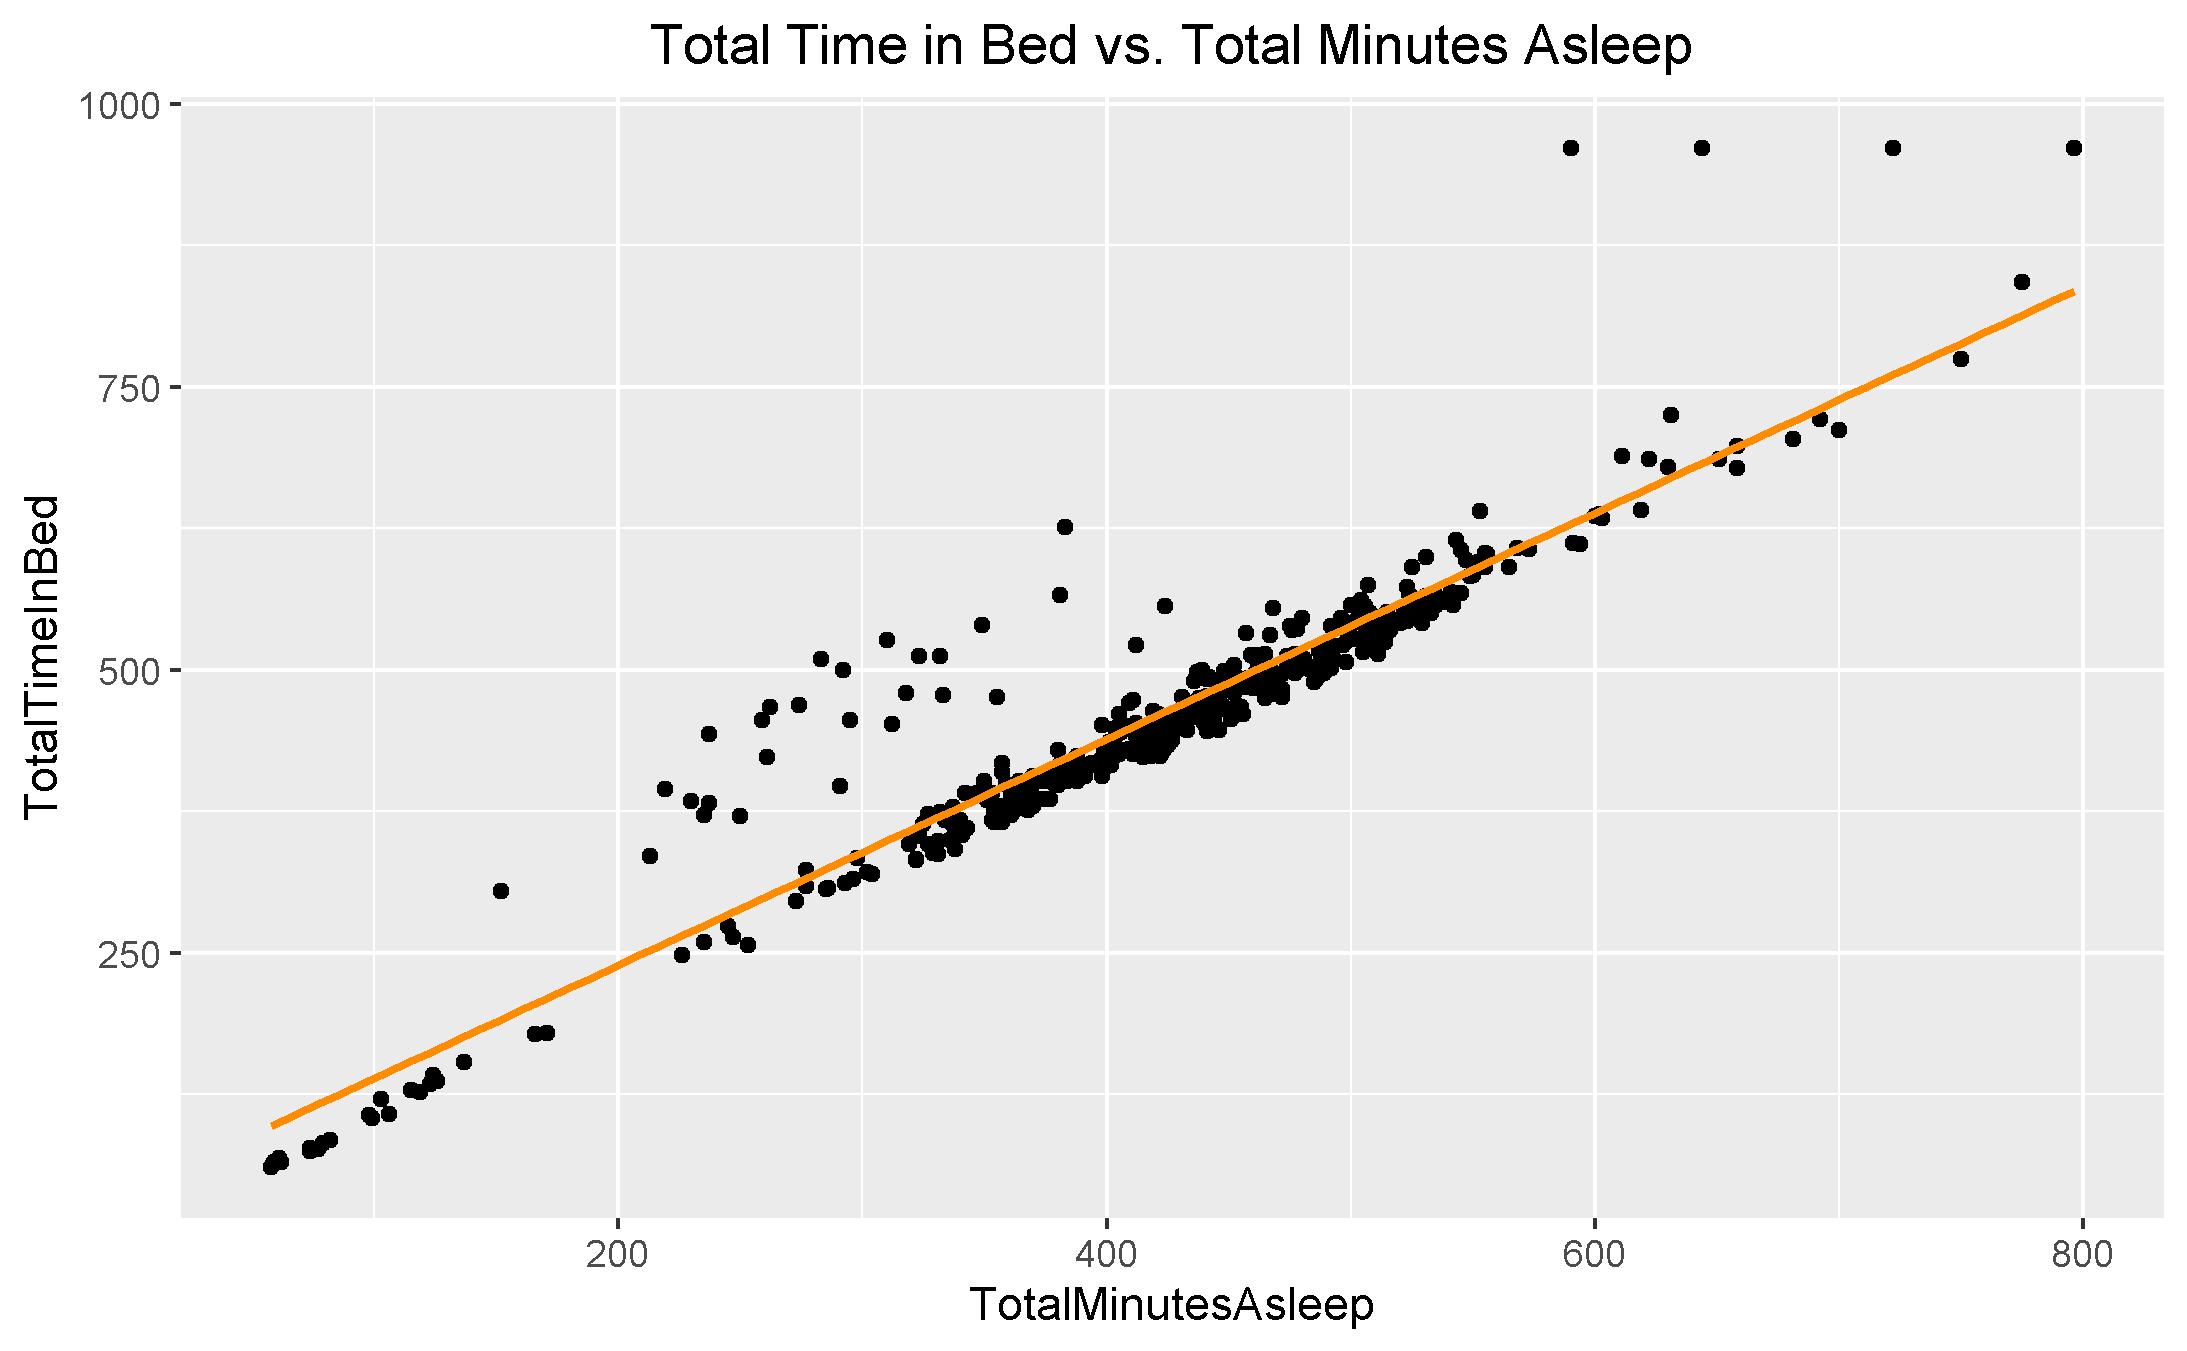 Total Time in Bed vs. Total Minutes Asleep
TotalTimeInBed
1000
750
500
250
200 400 600 800
TotalMinutesAsleep